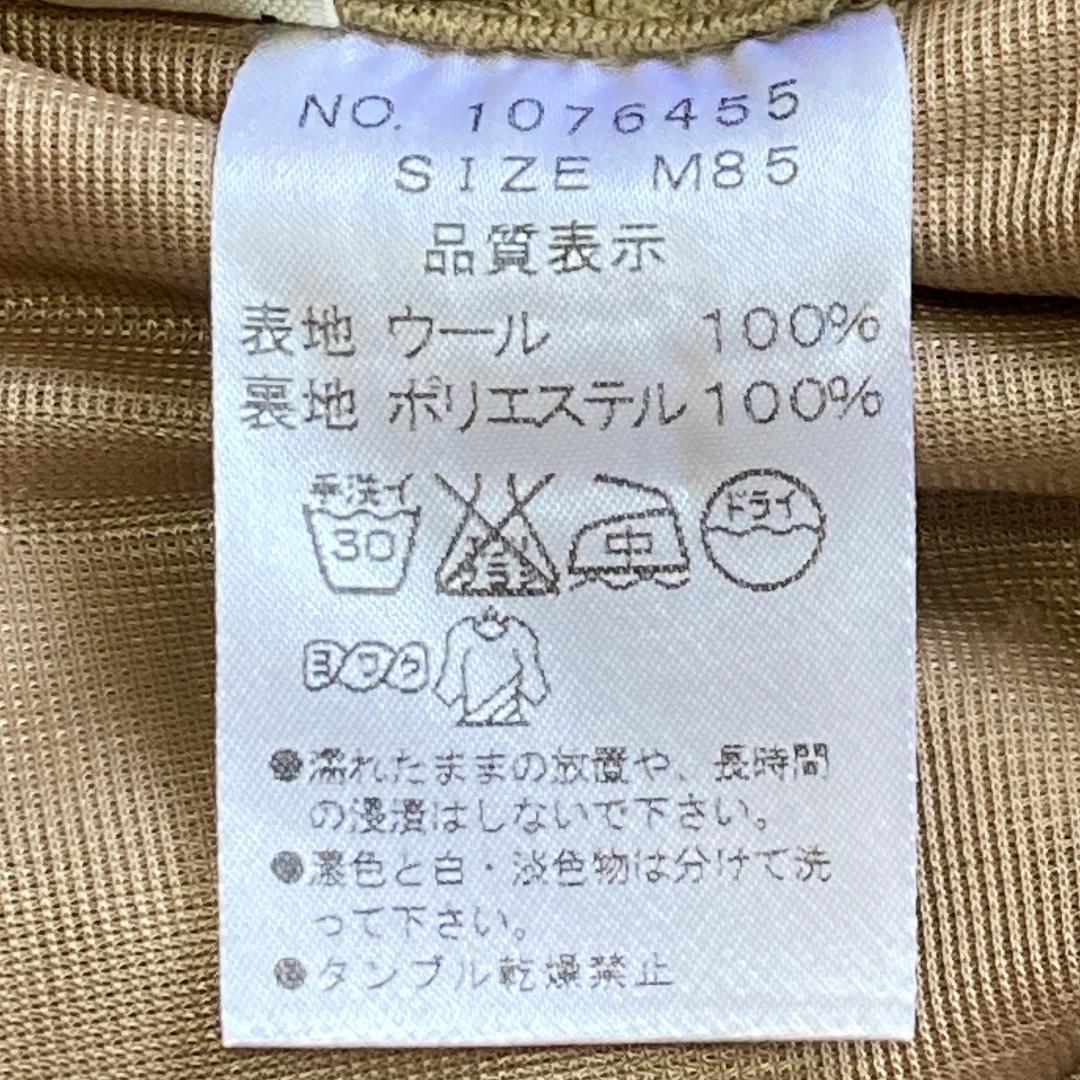 NO. 1076455
SIZE M85
品質表示
表地 ウール 100%
裏地 ポリエステル 100%
手洗イ 30
中
ドライ
ヨワク
●濡れたままの放置や、長時間
の浸漬はしないで下さい。
●濃色と白・淡色物は分けて洗
って下さい。
●タンブル乾燥禁止